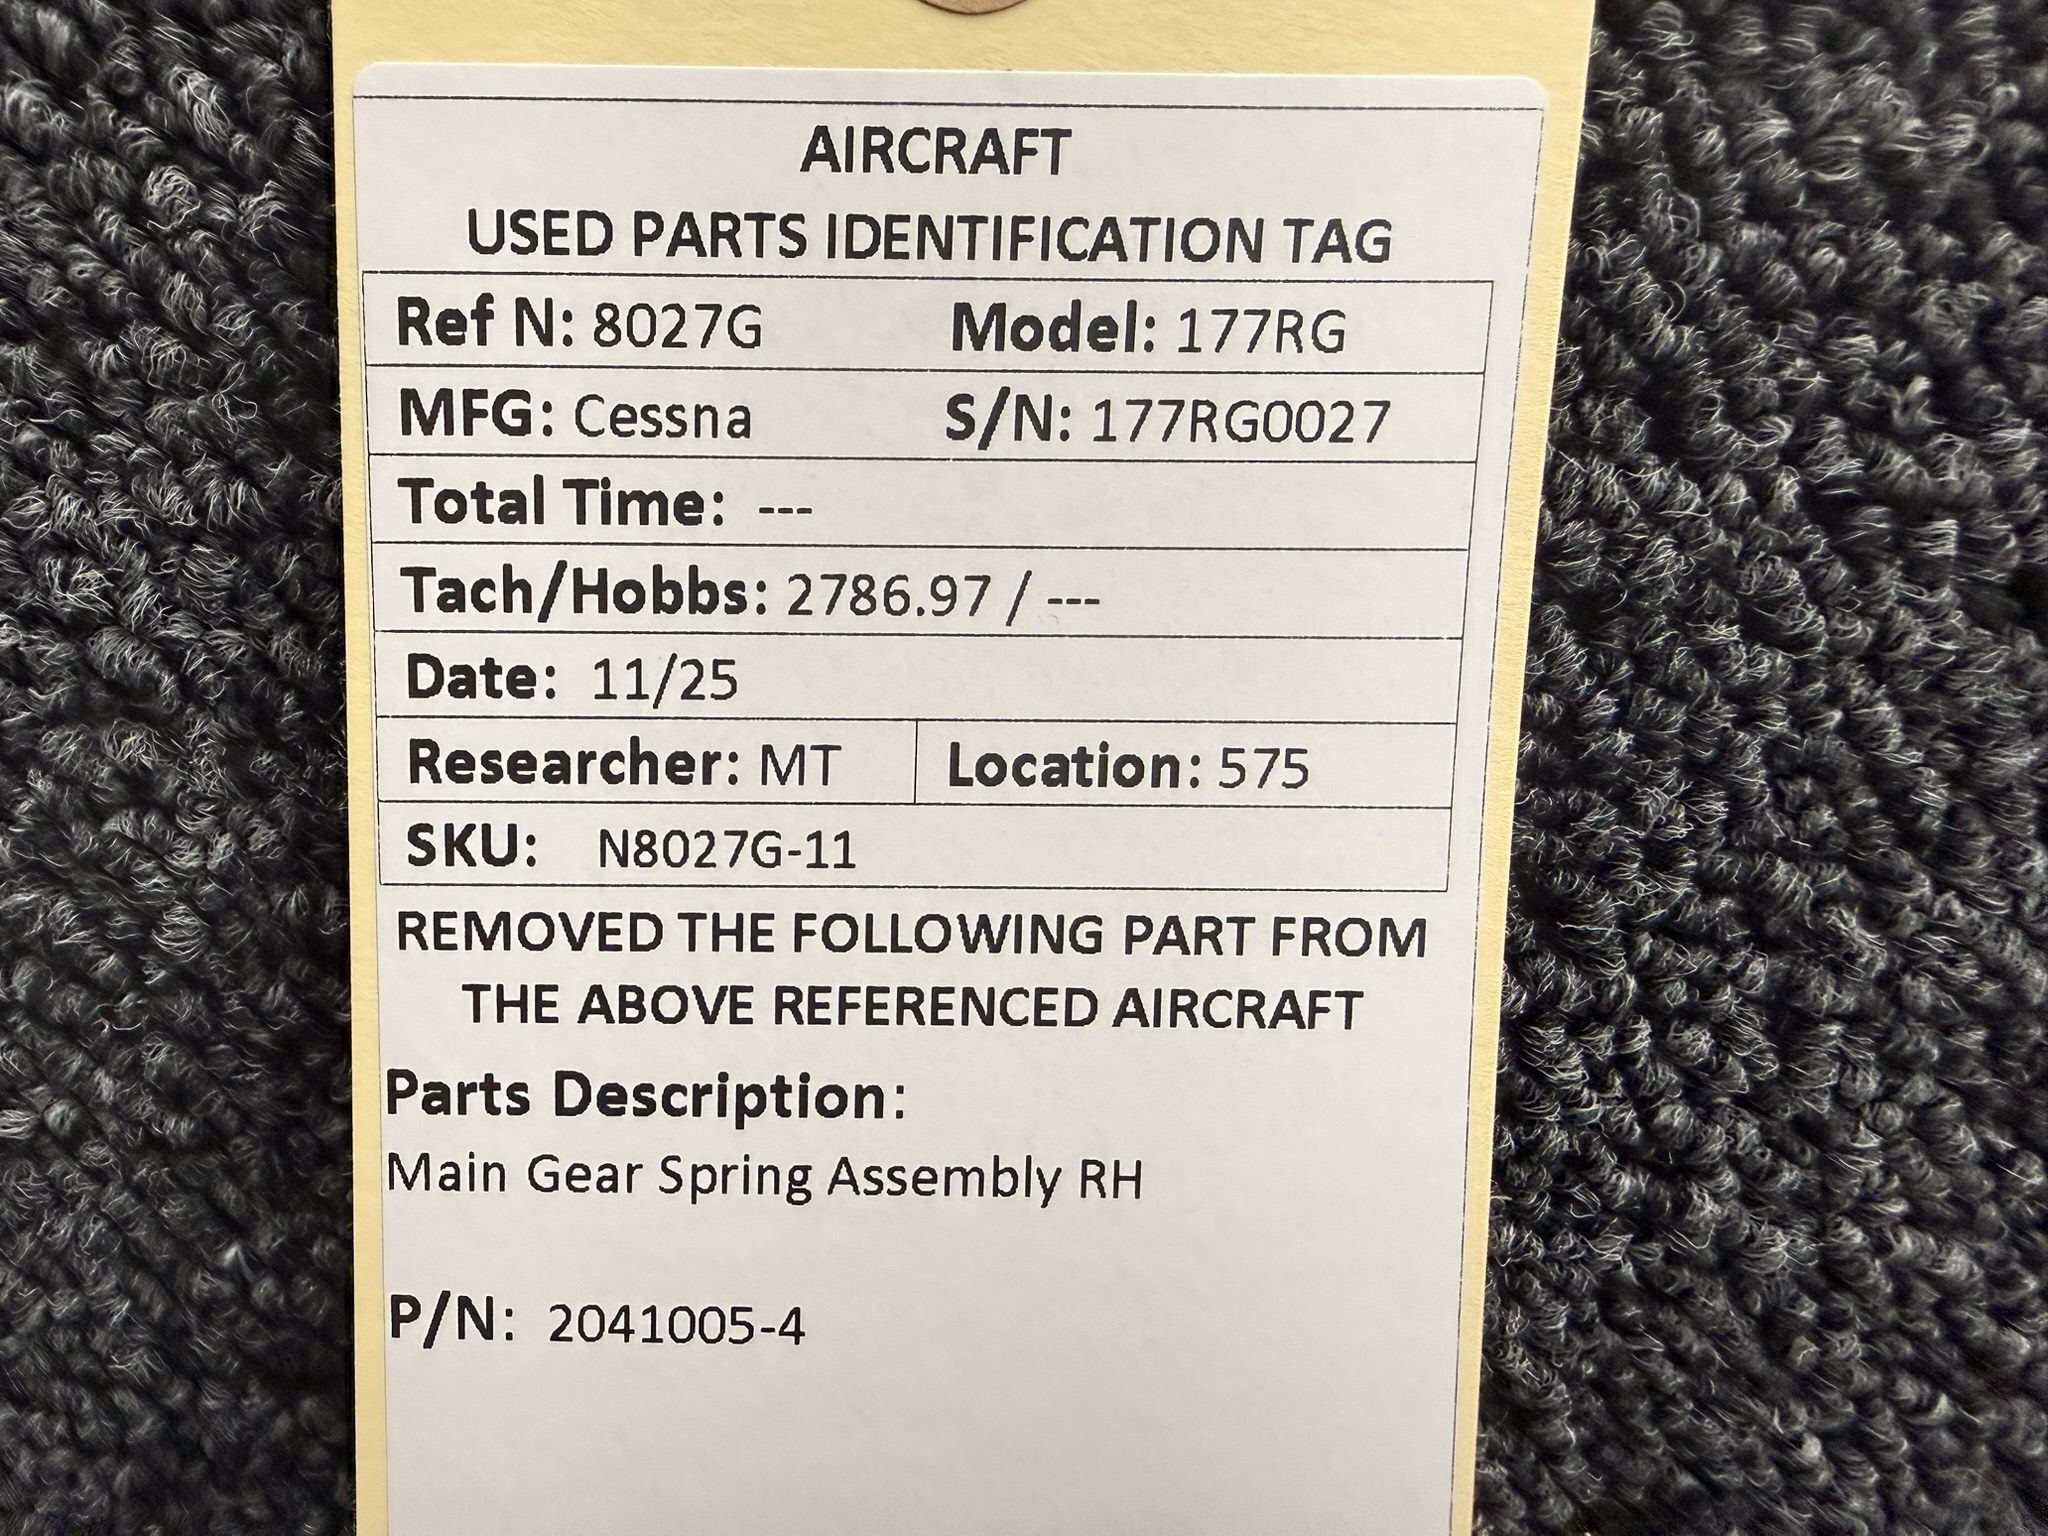 AIRCRAFT
USED PARTS IDENTIFICATION TAG
Ref N: 8027G Model: 177RG
MFG: Cessna S/N: 177RG0027
Total Time: ---
Tach/Hobbs: 2786.97 / ---
Date: 11/25
Researcher: MT Location: 575
SKU: N8027G-11
REMOVED THE FOLLOWING PART FROM
THE ABOVE REFERENCED AIRCRAFT
Parts Description:
Main Gear Spring Assembly RH
P/N: 2041005-4